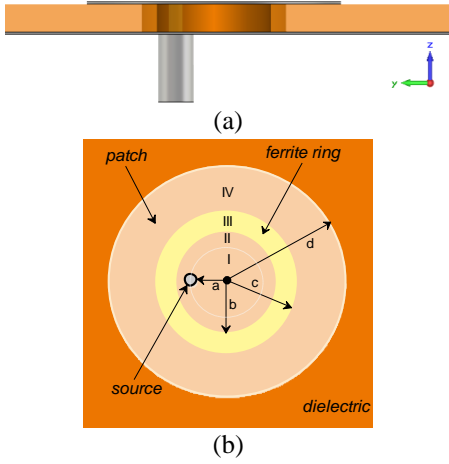 z
y
(a)
patch
ferrite ring
IV
III
II
d
I
a
c
b
source
dielectric
(b)